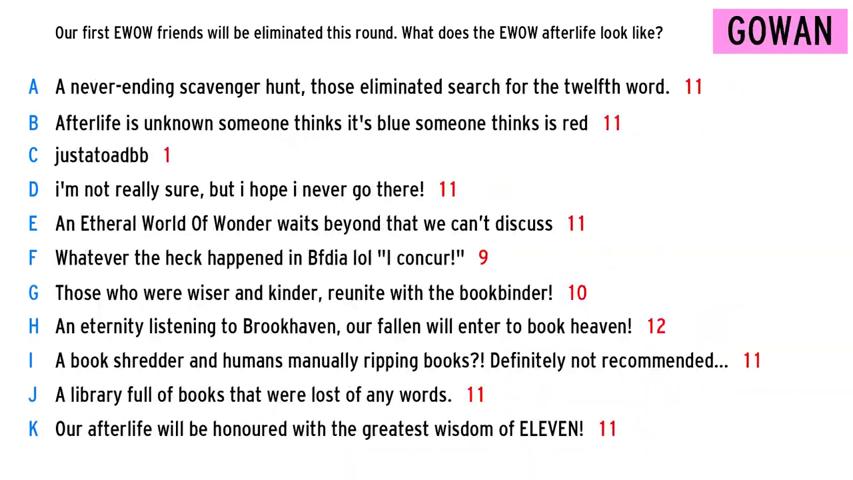 Our first EWOW friends will be eliminated this round. What does the EWOW afterlife look like?
GOWAN
A A never-ending scavenger hunt, those eliminated search for the twelfth word. 11
B Afterlife is unknown someone thinks it's blue someone thinks is red 11
C justatoadbb 1
D i'm not really sure, but i hope i never go there! 11
E An Etheral World Of Wonder waits beyond that we can't discuss 11
F Whatever the heck happened in Bfdia lol "I concur!" 9
G Those who were wiser and kinder, reunite with the bookbinder! 10
H An eternity listening to Brookhaven, our fallen will enter to book heaven! 12
I A book shredder and humans manually ripping books?! Definitely not recommended... 11
J A library full of books that were lost of any words. 11
K Our afterlife will be honoured with the greatest wisdom of ELEVEN! 11